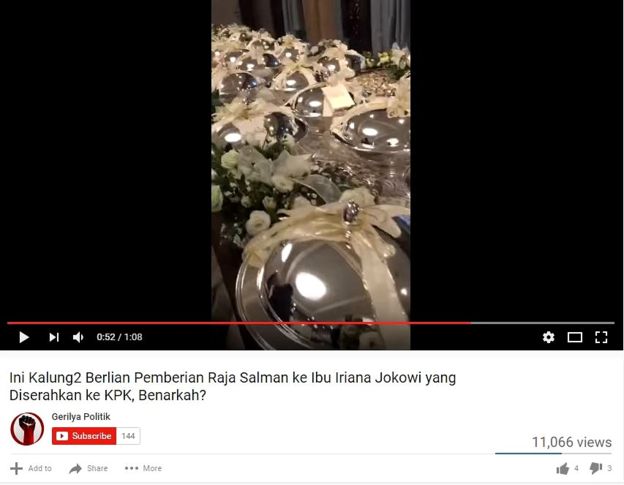 0:52 / 1:08
Ini Kalung2 Berlian Pemberian Raja Salman ke Ibu Iriana Jokowi yang
Diserahkan ke KPK, Benarkah?
Gerilya Politik
Subscribe 144
11,066 views
Add to Share More 4 3